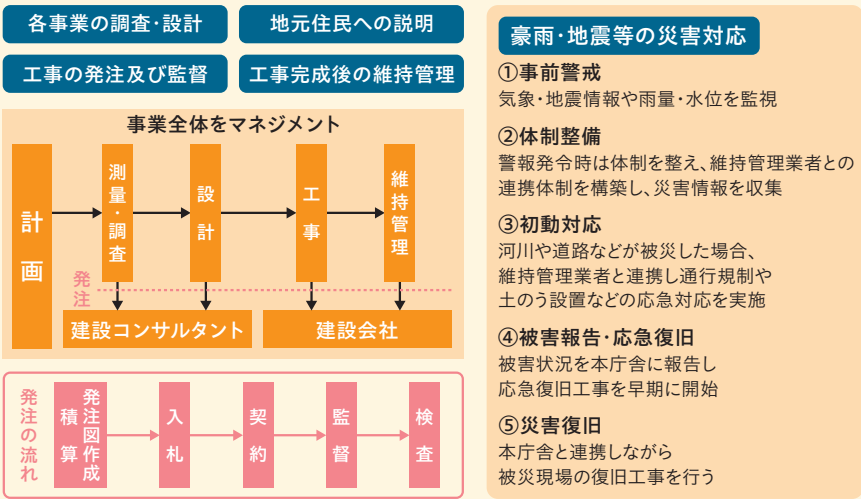 各事業の調査･設計
地元住民への説明
工事の発注及び監督
工事完成後の維持管理
事業全体をマネジメント
計画
測量･調査
設計
工事
維持管理
発注
建設コンサルタント
建設会社
発注の流れ
発注図作成
積算
入札
契約
監督
検査
豪雨･地震等の災害対応
①事前警戒
気象･地震情報や雨量･水位を監視
②体制整備
警報発令時は体制を整え、維持管理業者との
連携体制を構築し、災害情報を収集
③初動対応
河川や道路などが被災した場合、
維持管理業者と連携し通行規制や
土のう設置などの応急対応を実施
④被害報告･応急復旧
被害状況を本庁舎に報告し
応急復旧工事を早期に開始
⑤災害復旧
本庁舎と連携しながら
被災現場の復旧工事を行う